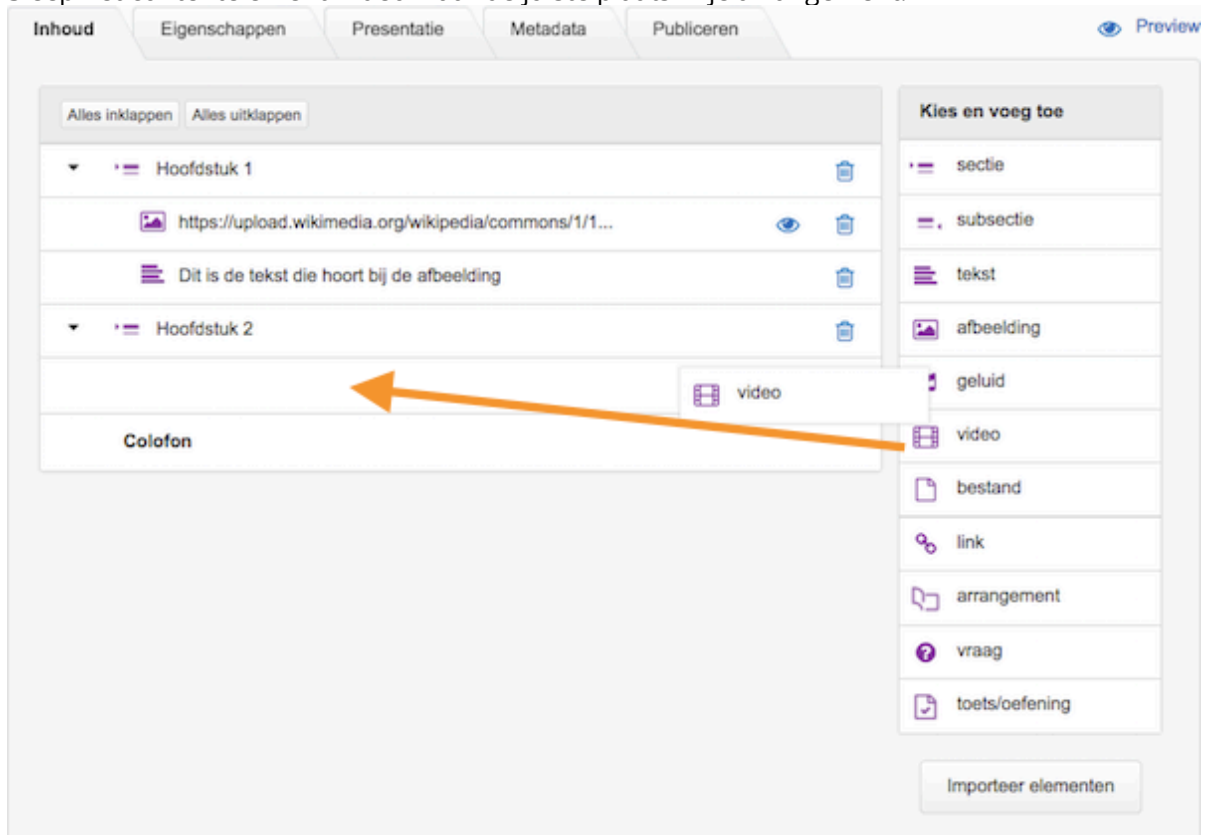 Inhoud Eigenschappen Presentatie Metadata Publiceren Preview
Alles inklappen Alles uitklappen
Hoofdstuk 1
https://upload.wikimedia.org/wikipedia/commons/1/1...
Dit is de tekst die hoort bij de afbeelding
Hoofdstuk 2
video
Colofon
Kies en voeg toe
sectie
subsectie
tekst
afbeelding
geluid
video
bestand
link
arrangement
vraag
toets/oefening
Importeer elementen